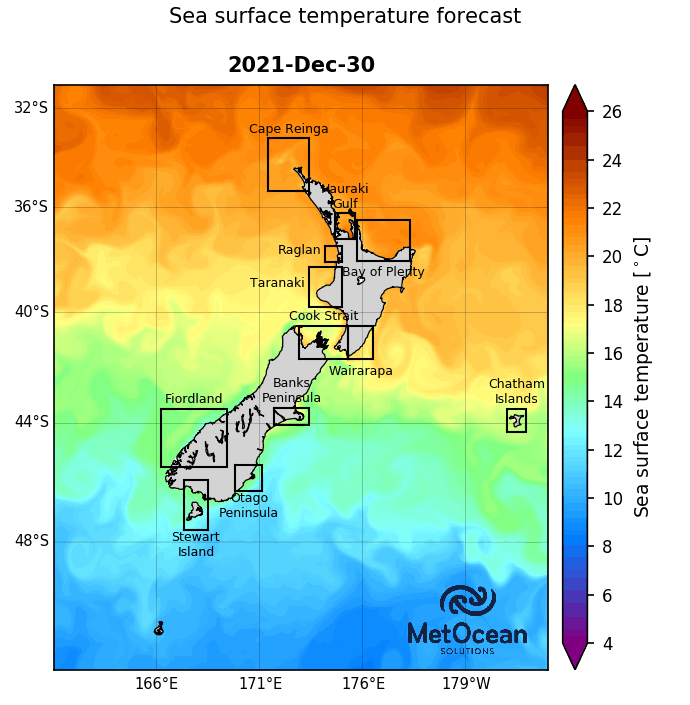 Sea surface temperature forecast
2021-Dec-30
32°S
36°S
40°S
44°S
48°S
Cape Reinga
Hauraki
Gulf
Raglan
Bay of Plenty
Taranaki
Cook Strait
Wairarapa
Banks
Peninsula
Chatham
Islands
Fiordland
Otago
Peninsula
Stewart
Island
MetOcean
SOLUTIONS
166°E
171°E
176°E
179°W
26
24
22
20
18
16
14
12
10
8
6
4
Sea surface temperature [°C]